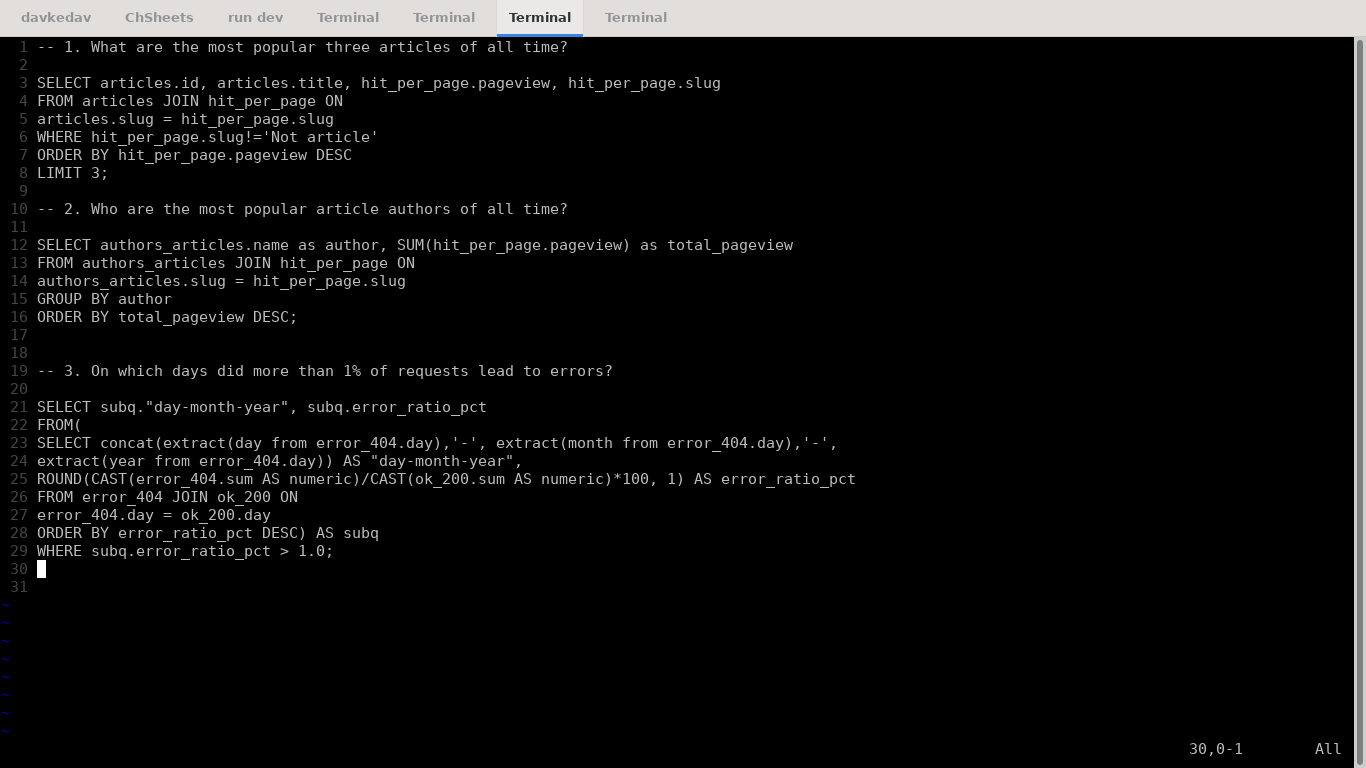 davkedav ChSheets run dev Terminal Terminal Terminal Terminal
1 -- 1. What are the most popular three articles of all time?
2
3 SELECT articles.id, articles.title, hit_per_page.pageview, hit_per_page.slug
4 FROM articles JOIN hit_per_page ON
5 articles.slug = hit_per_page.slug
6 WHERE hit_per_page.slug!='Not article'
7 ORDER BY hit_per_page.pageview DESC
8 LIMIT 3;
9
10 -- 2. Who are the most popular article authors of all time?
11
12 SELECT authors_articles.name as author, SUM(hit_per_page.pageview) as total_pageview
13 FROM authors_articles JOIN hit_per_page ON
14 authors_articles.slug = hit_per_page.slug
15 GROUP BY author
16 ORDER BY total_pageview DESC;
17
18
19 -- 3. On which days did more than 1% of requests lead to errors?
20
21 SELECT subq."day-month-year", subq.error_ratio_pct
22 FROM(
23 SELECT concat(extract(day from error_404.day),'-', extract(month from error_404.day),'-',
24 extract(year from error_404.day)) AS "day-month-year",
25 ROUND(CAST(error_404.sum AS numeric)/CAST(ok_200.sum AS numeric)*100, 1) AS error_ratio_pct
26 FROM error_404 JOIN ok_200 ON
27 error_404.day = ok_200.day
28 ORDER BY error_ratio_pct DESC) AS subq
29 WHERE subq.error_ratio_pct > 1.0;
30
31
~
~
~
~
~
~
~
~
30,0-1 All